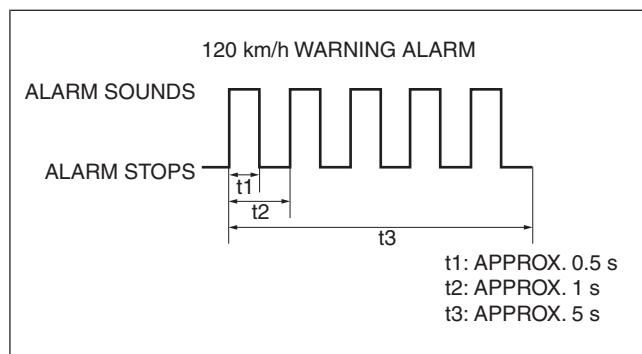 120 km/h WARNING ALARM
ALARM SOUNDS
ALARM STOPS
t1
t2
t3
t1: APPROX. 0.5 s
t2: APPROX. 1 s
t3: APPROX. 5 s